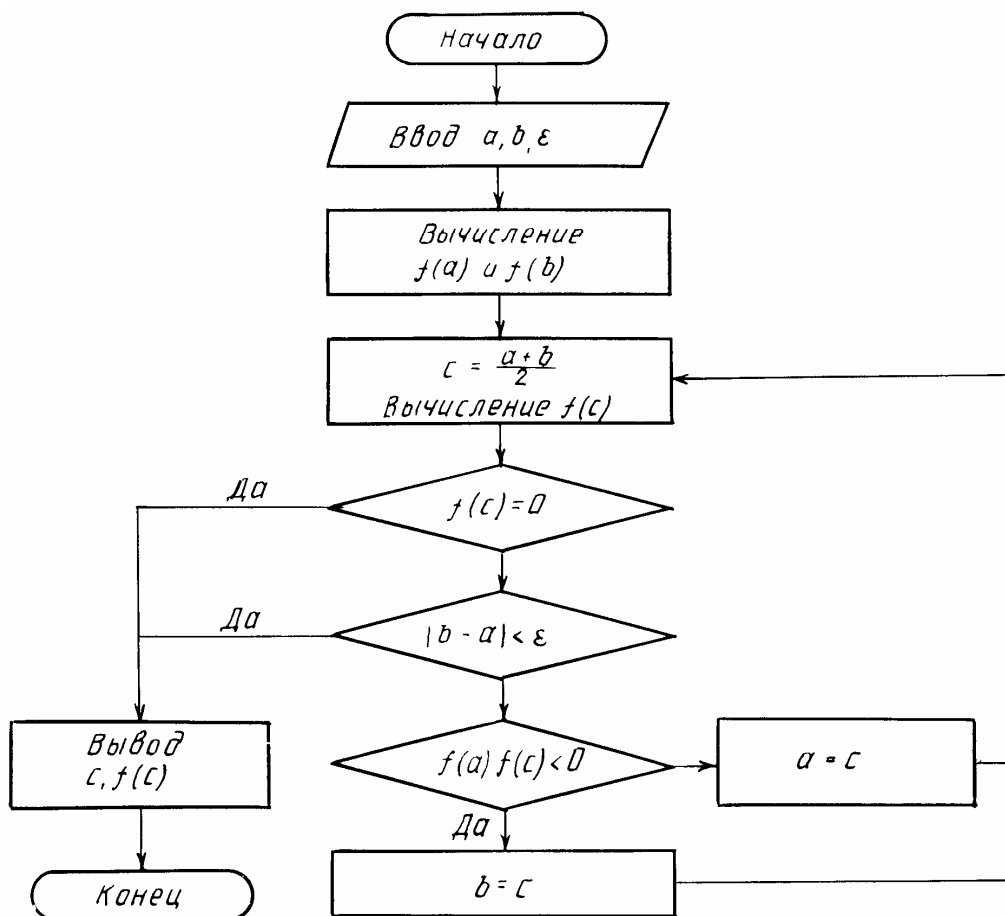 Начало
Ввод a, b, ε
Вычисление
f(a) и f(b)
c = a + b / 2
Вычисление f(c)
Да
f(c)=0
Да
|b - a| < ε
Вывод
c, f(c)
f(a) f(c)<0
a = c
Да
b = c
Конец